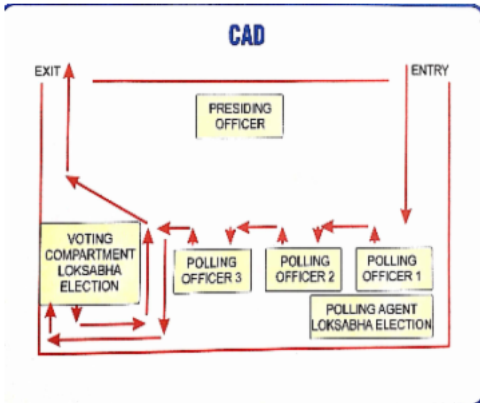 CAD
EXIT
ENTRY
PRESIDING
OFFICER
VOTING
COMPARTMENT
LOKSABHA
ELECTION
POLLING
OFFICER 3
POLLING
OFFICER 2
POLLING
OFFICER 1
POLLING AGENT
LOKSABHA ELECTION